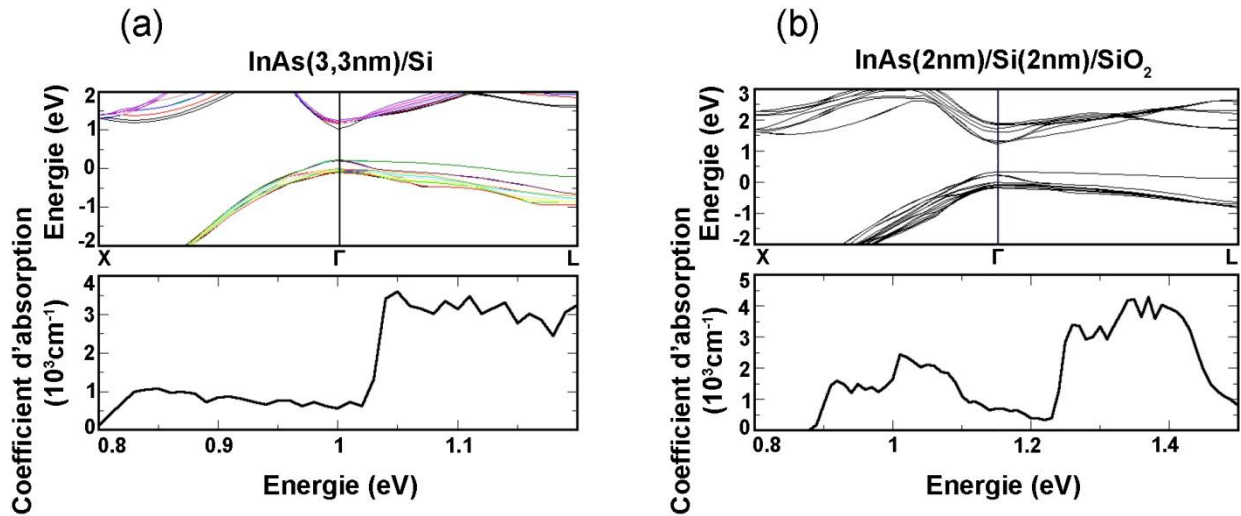 (a)
InAs(3,3nm)/Si
Energie (eV)
2
1
0
-1
-2
X
Γ
L
Coefficient d'absorption
(10³cm⁻¹)
4
3
2
1
0
0.8
0.9
1
1.1
Energie (eV)
(b)
InAs(2nm)/Si(2nm)/SiO₂
Energie (eV)
3
2
1
0
-1
-2
X
Γ
L
Coefficient d'absorption
(10³cm⁻¹)
5
4
3
2
1
0
0.8
1
1.2
1.4
Energie (eV)